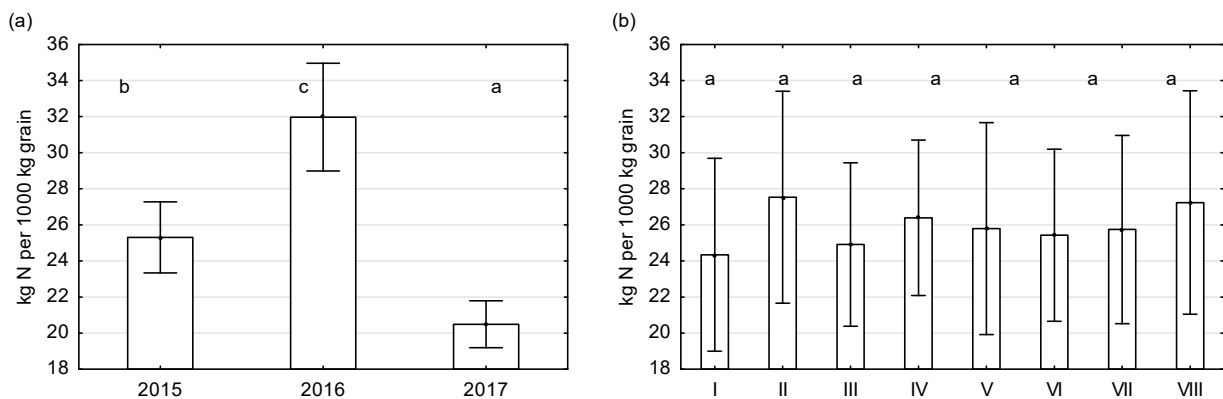 (a)
kg N per 1000 kg grain
36
34
32
30
28
26
24
22
20
18
b
c
a
2015
2016
2017
(b)
kg N per 1000 kg grain
36
34
32
30
28
26
24
22
20
18
a
a
a
a
a
a
a
I
II
III
IV
V
VI
VII
VIII